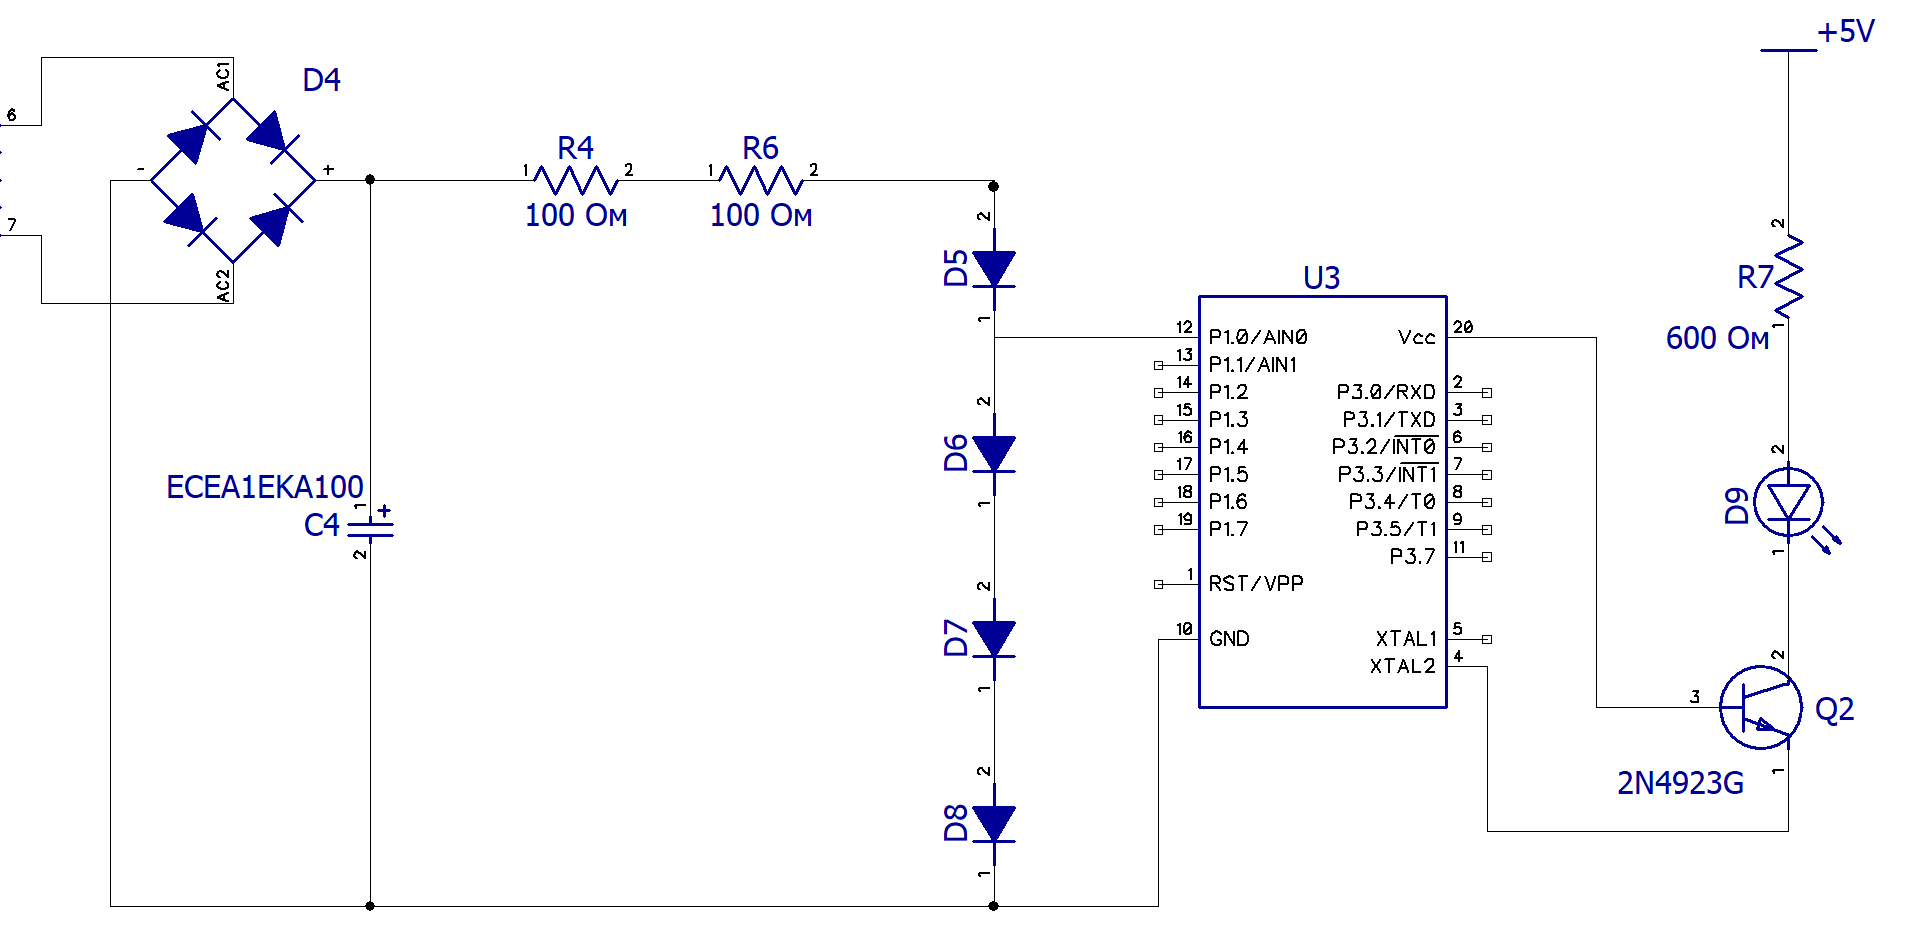 +5V
AC1
D4
6
-
+
7
AC2
1 R4 2
100 Ом
1 R6 2
100 Ом
2
D5
1
2
D6
1
2
D7
1
2
D8
1
ECEA1EKA100
1 +
C4
2
U3
12 P1.0/AIN0
13 P1.1/AIN1
14 P1.2
15 P1.3
16 P1.4
17 P1.5
18 P1.6
19 P1.7
1 RST/VPP
10 GND
Vcc 20
P3.0/RXD 2
P3.1/TXD 3
P3.2/INT0 6
P3.3/INT1 7
P3.4/T0 8
P3.5/T1 9
P3.7 11
XTAL1 5
XTAL2 4
2
R7
600 Ом
1
2
D9
1
2
3
Q2
2N4923G
1